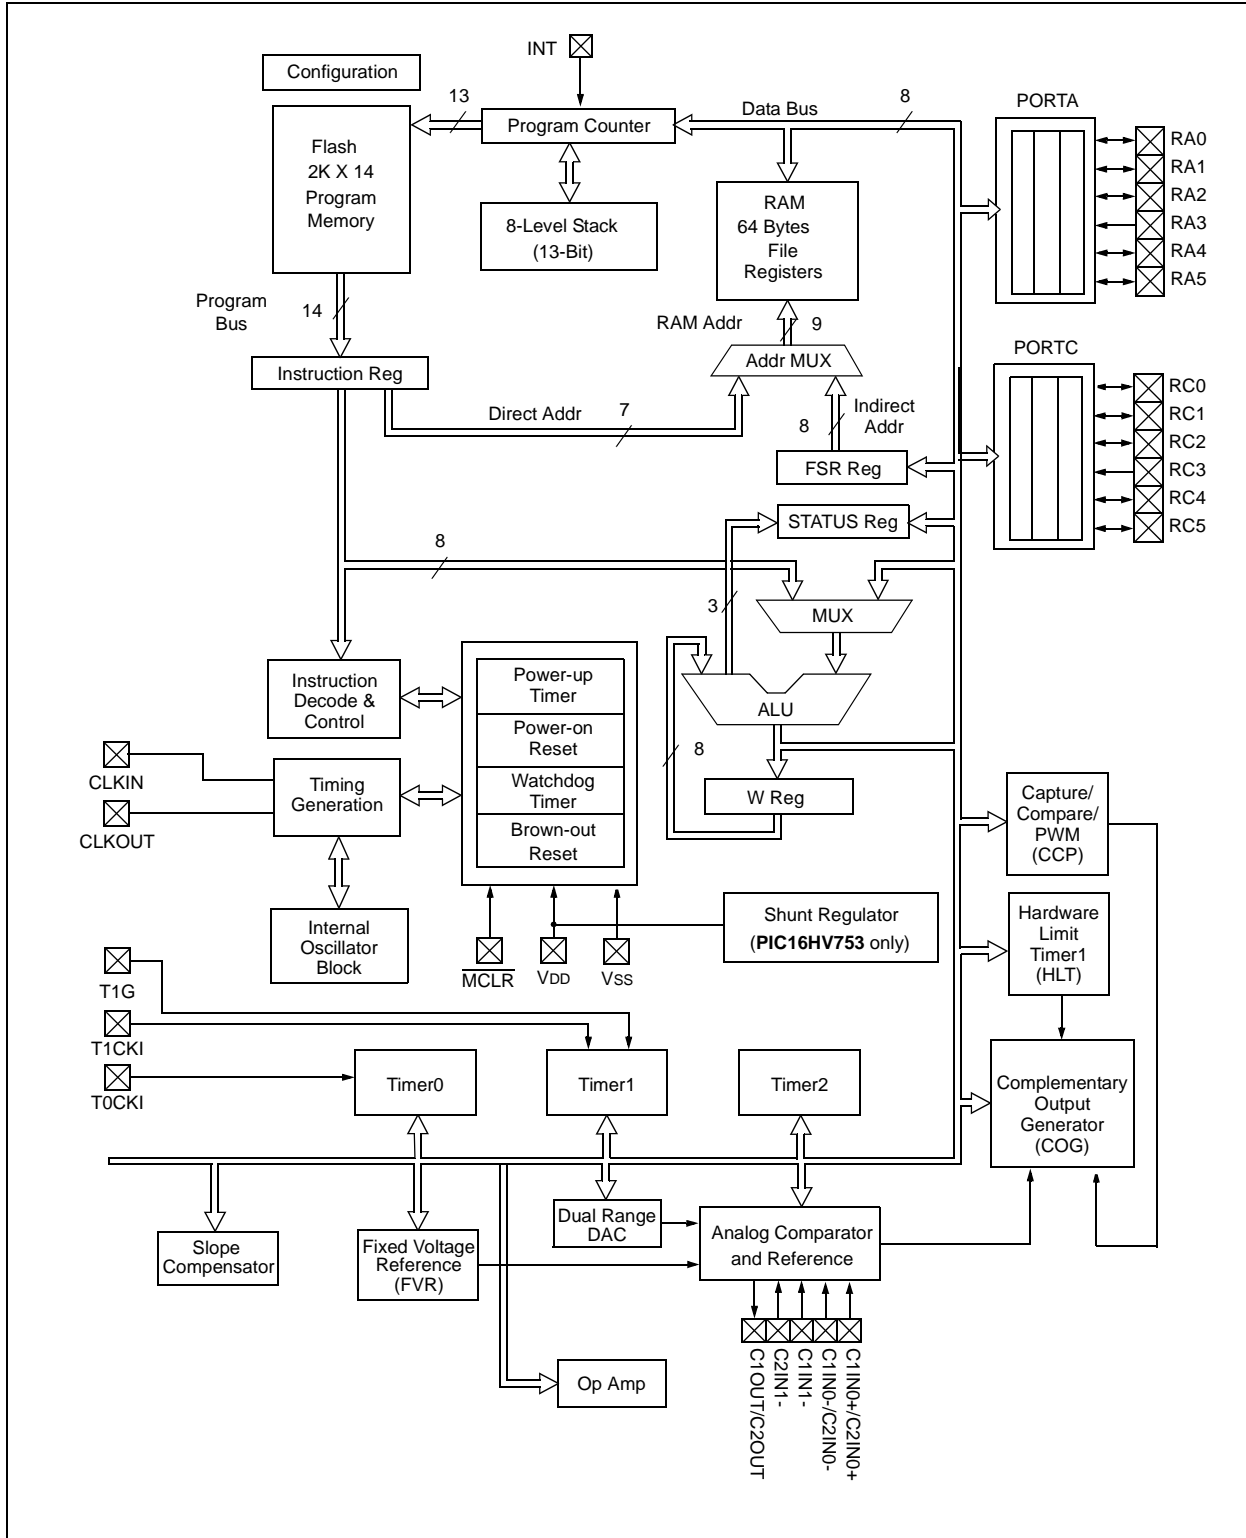 INT
Configuration
13
Program Counter
Data Bus
8
PORTA
Flash
2K X 14
Program
Memory
8-Level Stack
(13-Bit)
RAM
64 Bytes
File
Registers
RA0
RA1
RA2
RA3
RA4
RA5
Program
Bus
14
RAM Addr
9
Addr MUX
Instruction Reg
Direct Addr
7
Indirect
Addr
8
FSR Reg
PORTC
RC0
RC1
RC2
RC3
RC4
RC5
STATUS Reg
8
3
MUX
Instruction
Decode &
Control
Power-up
Timer
Power-on
Reset
Watchdog
Timer
Brown-out
Reset
ALU
8
W Reg
CLKIN
CLKOUT
Timing
Generation
Internal
Oscillator
Block
MCLR
VDD
VSS
Shunt Regulator
(PIC16HV753 only)
Capture/
Compare/
PWM
(CCP)
Hardware
Limit
Timer1
(HLT)
T1G
T1CKI
T0CKI
Timer0
Timer1
Timer2
Complementary
Output
Generator
(COG)
Slope
Compensator
Fixed Voltage
Reference
(FVR)
Dual Range
DAC
Analog Comparator
and Reference
Op Amp
C1OUT/C2OUT
C2IN1-
C1IN1-
C1IN0-/C2IN0-
C1IN0+/C2IN0+